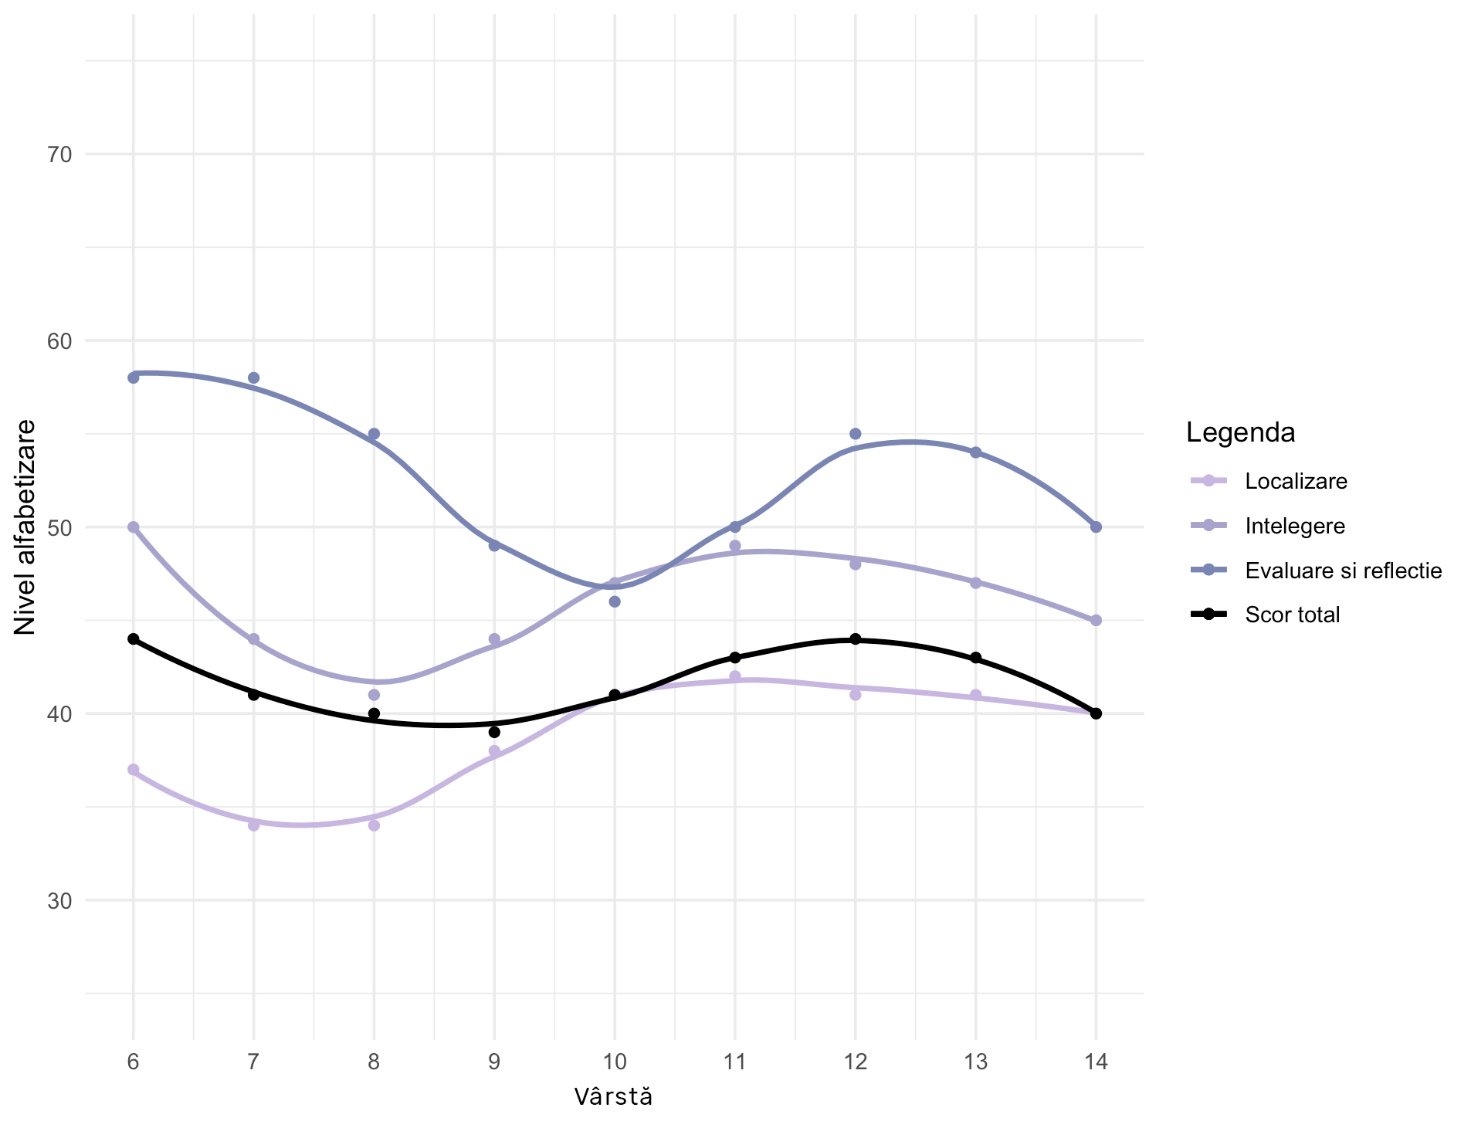 70
60
50
40
30
Nivel alfabetizare
6 7 8 9 10 11 12 13 14
Vârstă
Legenda
Localizare
Intelegere
Evaluare si reflectie
Scor total